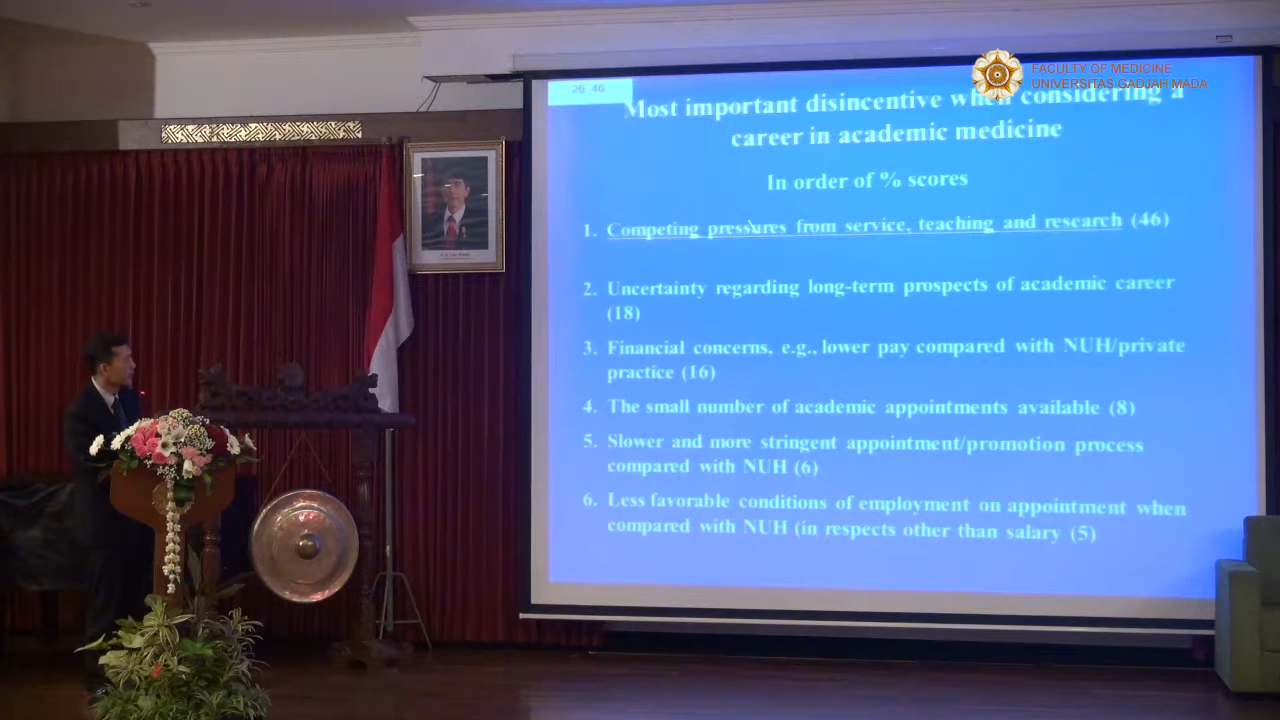 FACULTY OF MEDICINE
UNIVERSITAS GADJAH MADA
26 46
Most important disincentive when considering a
career in academic medicine
In order of % scores
1. Competing pressures from service, teaching and research (46)
2. Uncertainty regarding long-term prospects of academic career
(18)
3. Financial concerns, e.g., lower pay compared with NUH/private
practice (16)
4. The small number of academic appointments available (8)
5. Slower and more stringent appointment/promotion process
compared with NUH (6)
6. Less favorable conditions of employment on appointment when
compared with NUH (in respects other than salary (5)